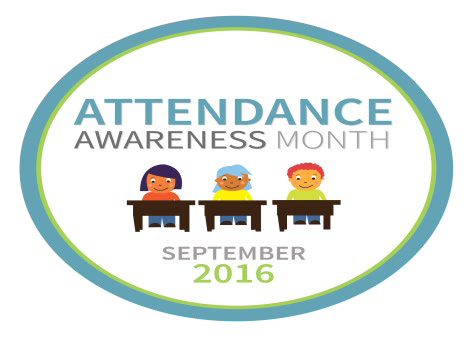 ATTENDANCE
AWARENESS MONTH
SEPTEMBER
2016